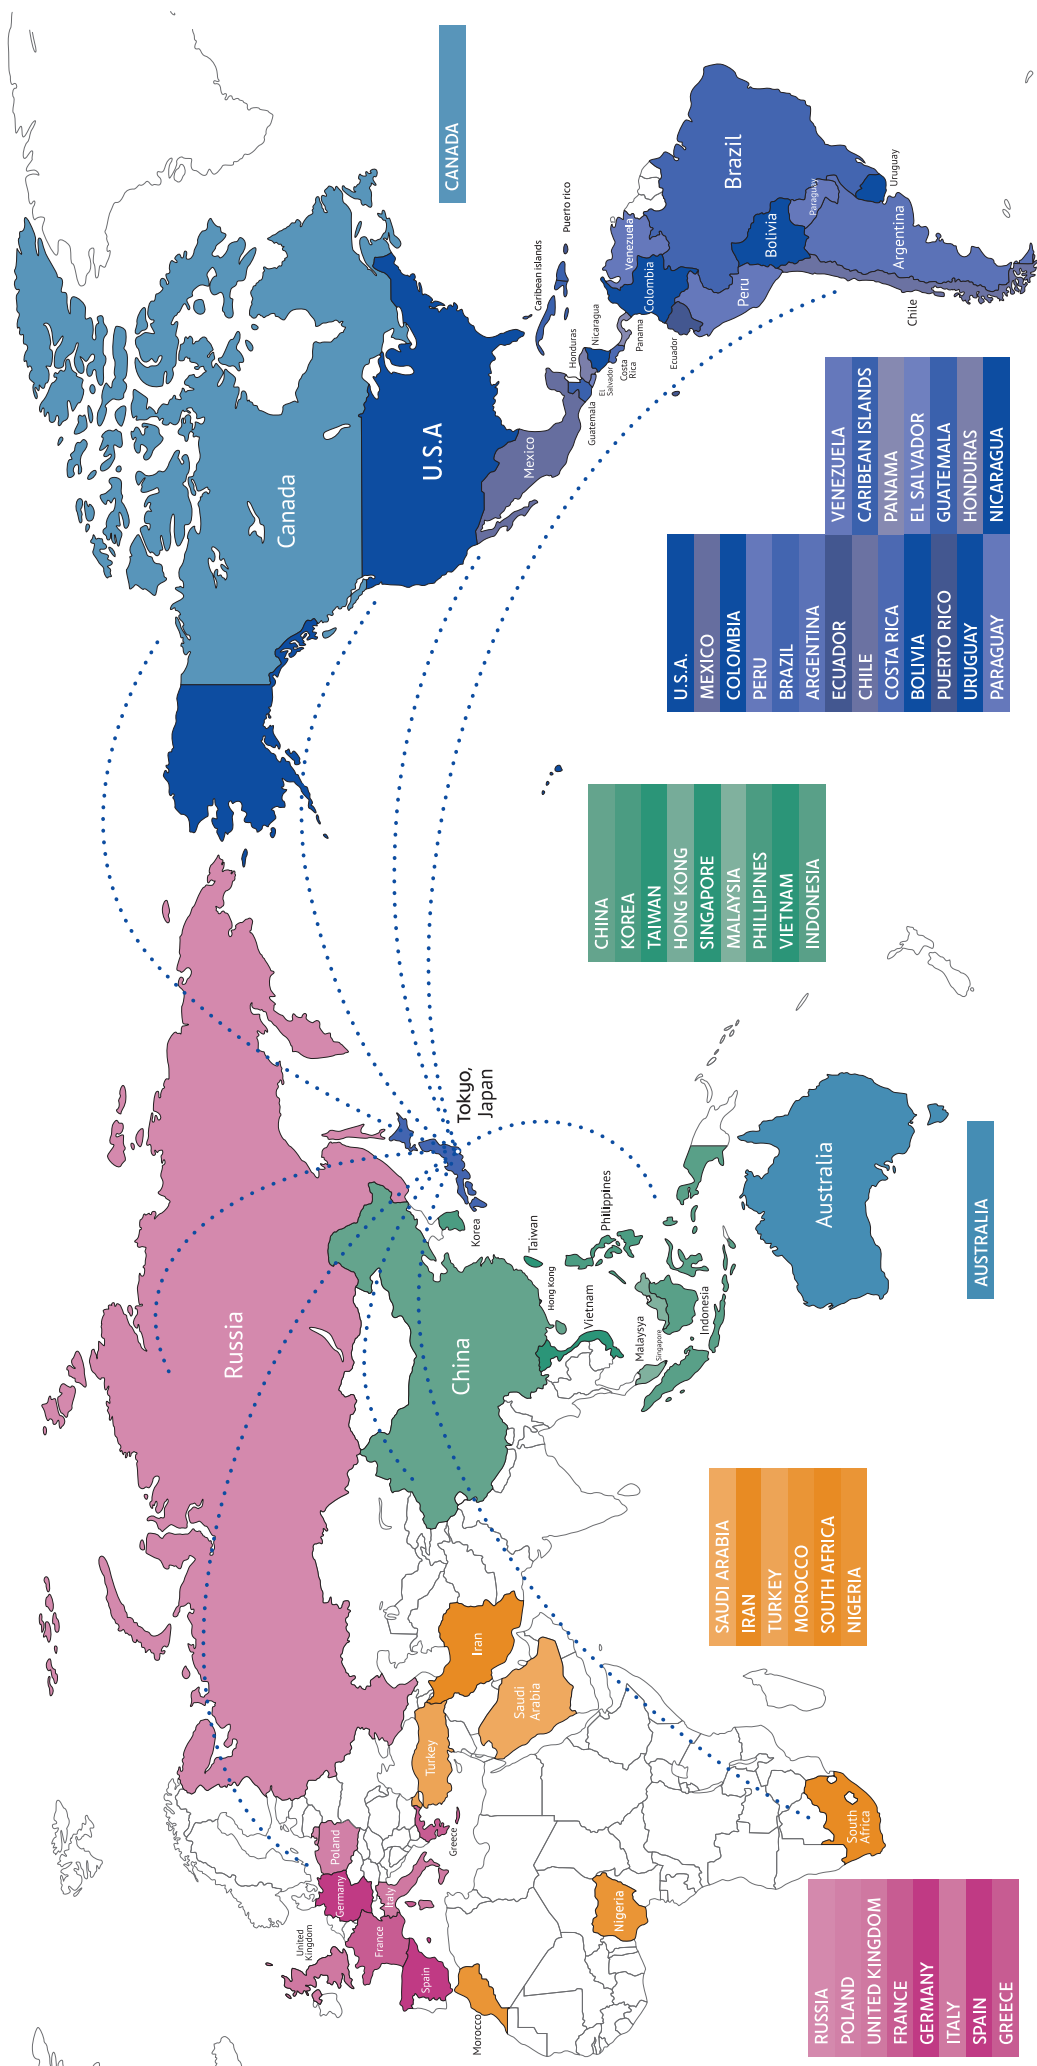 United
Kingdom
Poland
Germany
France
Italy
Spain
Greece
Morocco
Nigeria
South
Africa
Turkey
Saudi
Arabia
Iran
Russia
China
Korea
Taiwan
Hong Kong
Vietnam
Philippines
Malaysya
Singapore
Indonesia
Australia
Tokyo,
Japan
Canada
U.S.A
Mexico
Caribean islands
Puerto rico
Guatemala
Honduras
El
Salvador
Nicaragua
Costa
Rica
Panama
Venezuela
Colombia
Ecuador
Peru
Brazil
Bolivia
Paraguay
Uruguay
Argentina
Chile
RUSSIA
POLAND
UNITED KINGDOM
FRANCE
GERMANY
ITALY
SPAIN
GREECE
SAUDI ARABIA
IRAN
TURKEY
MOROCCO
SOUTH AFRICA
NIGERIA
AUSTRALIA
CHINA
KOREA
TAIWAN
HONG KONG
SINGAPORE
MALAYSIA
PHILLIPINES
VIETNAM
INDONESIA
U.S.A.
MEXICO
COLOMBIA
PERU
BRAZIL
ARGENTINA
ECUADOR
CHILE
COSTA RICA
BOLIVIA
PUERTO RICO
URUGUAY
PARAGUAY
VENEZUELA
CARIBEAN ISLANDS
PANAMA
EL SALVADOR
GUATEMALA
HONDURAS
NICARAGUA
CANADA